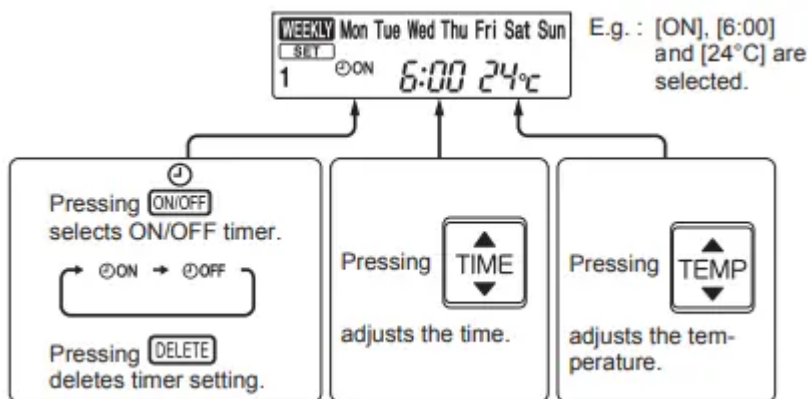 WEEKLY Mon Tue Wed Thu Fri Sat Sun
SET
1 ON 6:00 24°C
E.g. : [ON], [6:00]
and [24°C] are
selected.
Pressing ON/OFF
selects ON/OFF timer.
ON → OFF
Pressing DELETE
deletes timer setting.
Pressing ▲ TIME ▼
adjusts the time.
Pressing ▲ TEMP ▼
adjusts the tem-
perature.